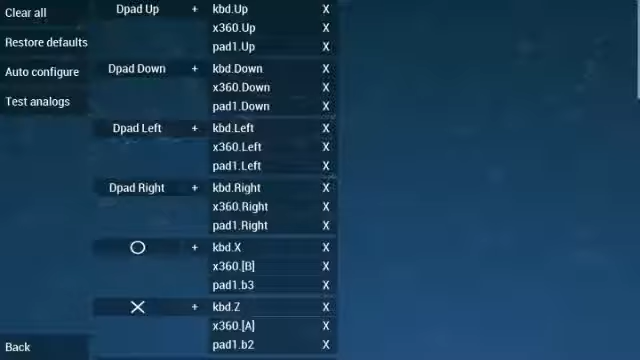 Clear all
Restore defaults
Auto configure
Test analogs
Back
Dpad Up + kbd.Up X
x360.Up X
pad1.Up X
Dpad Down + kbd.Down X
x360.Down X
pad1.Down X
Dpad Left + kbd.Left X
x360.Left X
pad1.Left X
Dpad Right + kbd.Right X
x360.Right X
pad1.Right X
+ kbd.X X
x360.[B] X
pad1.b3 X
+ kbd.Z X
x360.[A] X
pad1.b2 X